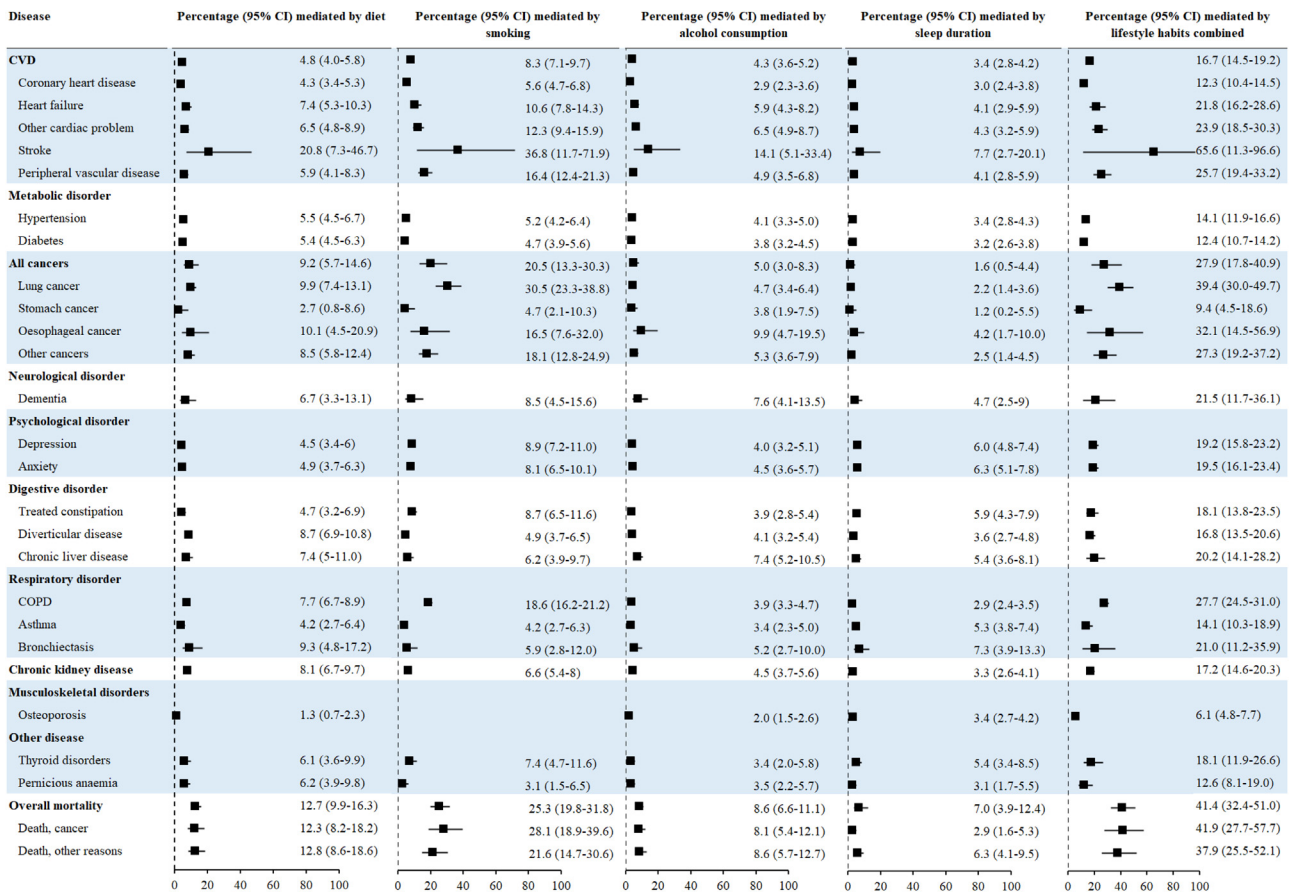 Disease Percentage (95% CI) mediated by diet Percentage (95% CI) mediated by smoking Percentage (95% CI) mediated by alcohol consumption Percentage (95% CI) mediated by sleep duration Percentage (95% CI) mediated by lifestyle habits combined
CVD 4.8 (4.0-5.8) 8.3 (7.1-9.7) 4.3 (3.6-5.2) 3.4 (2.8-4.2) 16.7 (14.5-19.2)
Coronary heart disease 4.3 (3.4-5.3) 5.6 (4.7-6.8) 2.9 (2.3-3.6) 3.0 (2.4-3.8) 12.3 (10.4-14.5)
Heart failure 7.4 (5.3-10.3) 10.6 (7.8-14.3) 5.9 (4.3-8.2) 4.1 (2.9-5.9) 21.8 (16.2-28.6)
Other cardiac problem 6.5 (4.8-8.9) 12.3 (9.4-15.9) 6.5 (4.9-8.7) 4.3 (3.2-5.9) 23.9 (18.5-30.3)
Stroke 20.8 (7.3-46.7) 36.8 (11.7-71.9) 14.1 (5.1-33.4) 7.7 (2.7-20.1) 65.6 (11.3-96.6)
Peripheral vascular disease 5.9 (4.1-8.3) 16.4 (12.4-21.3) 4.9 (3.5-6.8) 4.1 (2.8-5.9) 25.7 (19.4-33.2)
Metabolic disorder
Hypertension 5.5 (4.5-6.7) 5.2 (4.2-6.4) 4.1 (3.3-5.0) 3.4 (2.8-4.3) 14.1 (11.9-16.6)
Diabetes 5.4 (4.5-6.3) 4.7 (3.9-5.6) 3.8 (3.2-4.5) 3.2 (2.6-3.8) 12.4 (10.7-14.2)
All cancers 9.2 (5.7-14.6) 20.5 (13.3-30.3) 5.0 (3.0-8.3) 1.6 (0.5-4.4) 27.9 (17.8-40.9)
Lung cancer 9.9 (7.4-13.1) 30.5 (23.3-38.8) 4.7 (3.4-6.4) 2.2 (1.4-3.6) 39.4 (30.0-49.7)
Stomach cancer 2.7 (0.8-8.6) 4.7 (2.1-10.3) 3.8 (1.9-7.5) 1.2 (0.2-5.5) 9.4 (4.5-18.6)
Oesophageal cancer 10.1 (4.5-20.9) 16.5 (7.6-32.0) 9.9 (4.7-19.5) 4.2 (1.7-10.0) 32.1 (14.5-56.9)
Other cancers 8.5 (5.8-12.4) 18.1 (12.8-24.9) 5.3 (3.6-7.9) 2.5 (1.4-4.5) 27.3 (19.2-37.2)
Neurological disorder
Dementia 6.7 (3.3-13.1) 8.5 (4.5-15.6) 7.6 (4.1-13.5) 4.7 (2.5-9) 21.5 (11.7-36.1)
Psychological disorder
Depression 4.5 (3.4-6) 8.9 (7.2-11.0) 4.0 (3.2-5.1) 6.0 (4.8-7.4) 19.2 (15.8-23.2)
Anxiety 4.9 (3.7-6.3) 8.1 (6.5-10.1) 4.5 (3.6-5.7) 6.3 (5.1-7.8) 19.5 (16.1-23.4)
Digestive disorder
Treated constipation 4.7 (3.2-6.9) 8.7 (6.5-11.6) 3.9 (2.8-5.4) 5.9 (4.3-7.9) 18.1 (13.8-23.5)
Diverticular disease 8.7 (6.9-10.8) 4.9 (3.7-6.5) 4.1 (3.2-5.4) 3.6 (2.7-4.8) 16.8 (13.5-20.6)
Chronic liver disease 7.4 (5-11.0) 6.2 (3.9-9.7) 7.4 (5.2-10.5) 5.4 (3.6-8.1) 20.2 (14.1-28.2)
Respiratory disorder
COPD 7.7 (6.7-8.9) 18.6 (16.2-21.2) 3.9 (3.3-4.7) 2.9 (2.4-3.5) 27.7 (24.5-31.0)
Asthma 4.2 (2.7-6.4) 4.2 (2.7-6.3) 3.4 (2.3-5.0) 5.3 (3.8-7.4) 14.1 (10.3-18.9)
Bronchiectasis 9.3 (4.8-17.2) 5.9 (2.8-12.0) 5.2 (2.7-10.0) 7.3 (3.9-13.3) 21.0 (11.2-35.9)
Chronic kidney disease 8.1 (6.7-9.7) 6.6 (5.4-8) 4.5 (3.7-5.6) 3.3 (2.6-4.1) 17.2 (14.6-20.3)
Musculoskeletal disorders
Osteoporosis 1.3 (0.7-2.3) 2.0 (1.5-2.6) 3.4 (2.7-4.2) 6.1 (4.8-7.7)
Other disease
Thyroid disorders 6.1 (3.6-9.9) 7.4 (4.7-11.6) 3.4 (2.0-5.8) 5.4 (3.4-8.5) 18.1 (11.9-26.6)
Pernicious anaemia 6.2 (3.9-9.8) 3.1 (1.5-6.5) 3.5 (2.2-5.7) 3.1 (1.7-5.5) 12.6 (8.1-19.0)
Overall mortality 12.7 (9.9-16.3) 25.3 (19.8-31.8) 8.6 (6.6-11.1) 7.0 (3.9-12.4) 41.4 (32.4-51.0)
Death, cancer 12.3 (8.2-18.2) 28.1 (18.9-39.6) 8.1 (5.4-12.1) 2.9 (1.6-5.3) 41.9 (27.7-57.7)
Death, other reasons 12.8 (8.6-18.6) 21.6 (14.7-30.6) 8.6 (5.7-12.7) 6.3 (4.1-9.5) 37.9 (25.5-52.1)
0 20 40 60 80 100 0 20 40 60 80 100 0 20 40 60 80 100 0 20 40 60 80 100 0 20 40 60 80 100